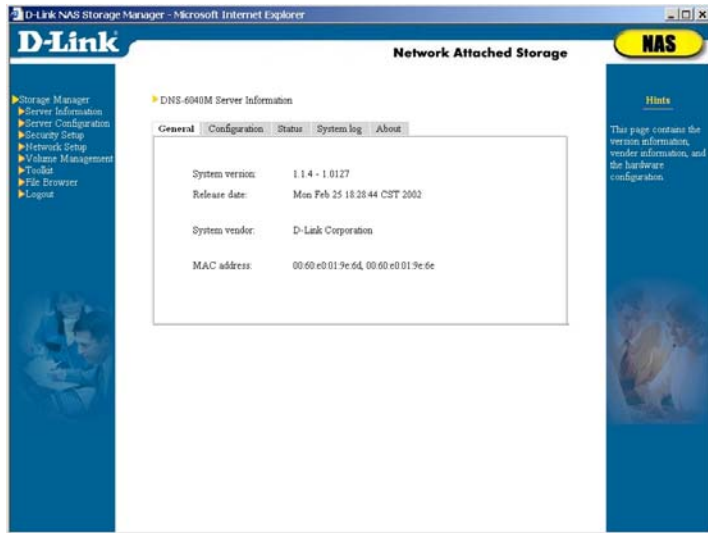 D-Link NAS Storage Manager - Microsoft Internet Explorer
D-Link
Network Attached Storage
NAS
Storage Manager
Server Information
Server Configuration
Security Setup
Network Setup
Volume Management
Toolkit
File Browser
Logout
DNS-6040M Server Information
General Configuration Status System log About
System version: 1.1.4 - 1.0127
Release date: Mon Feb 25 18:28:44 CST 2002
System vendor: D-Link Corporation
MAC address: 00:60:e0:01:9e:6d, 00:60:e0:01:9e:6e
Hints
This page contains the
version information,
vender information, and
the hardware
configuration.